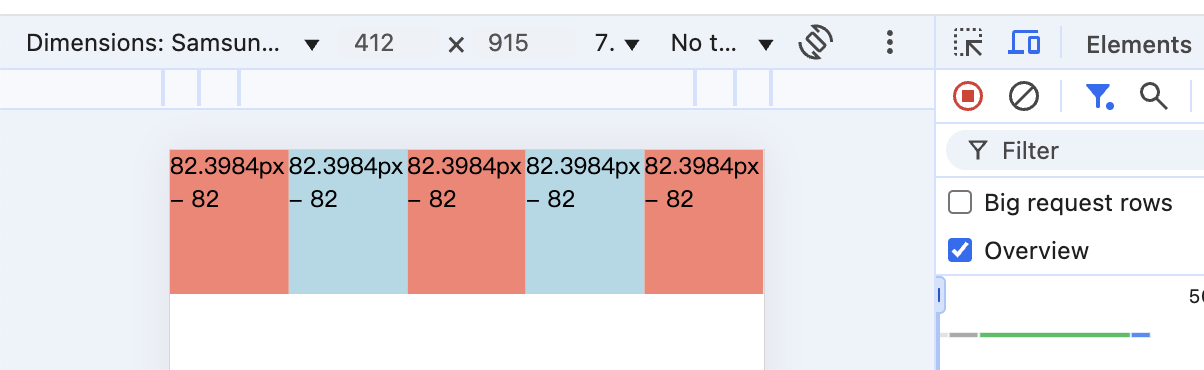 Dimensions: Samsun... ▼ 412 × 915 7. ▼ No t... ▼ Elements
82.3984px 82.3984px 82.3984px 82.3984px 82.3984px
– 82 – 82 – 82 – 82 – 82
Filter
Big request rows
Overview